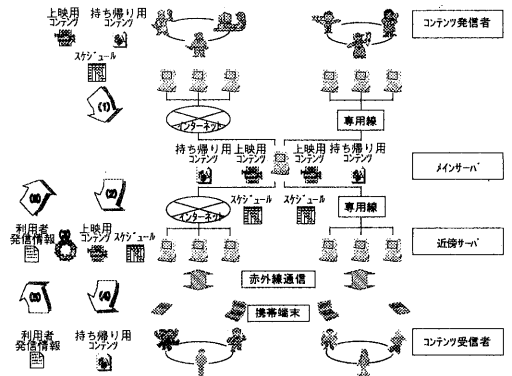 上映用
コンテンツ
持ち帰り用
コンテンツ
スケジュール
(1)
コンテンツ発信者
インターネット
専用線
持ち帰り用
コンテンツ
上映用
コンテンツ
上映用
コンテンツ
持ち帰り用
コンテンツ
メインサーバ
(2)
インターネット
スケジュール
スケジュール
専用線
利用者
発信情報
上映用
コンテンツ
スケジュール
近傍サーバ
赤外線通信
(4)
携帯端末
利用者
発信情報
持ち帰り用
コンテンツ
コンテンツ受信者